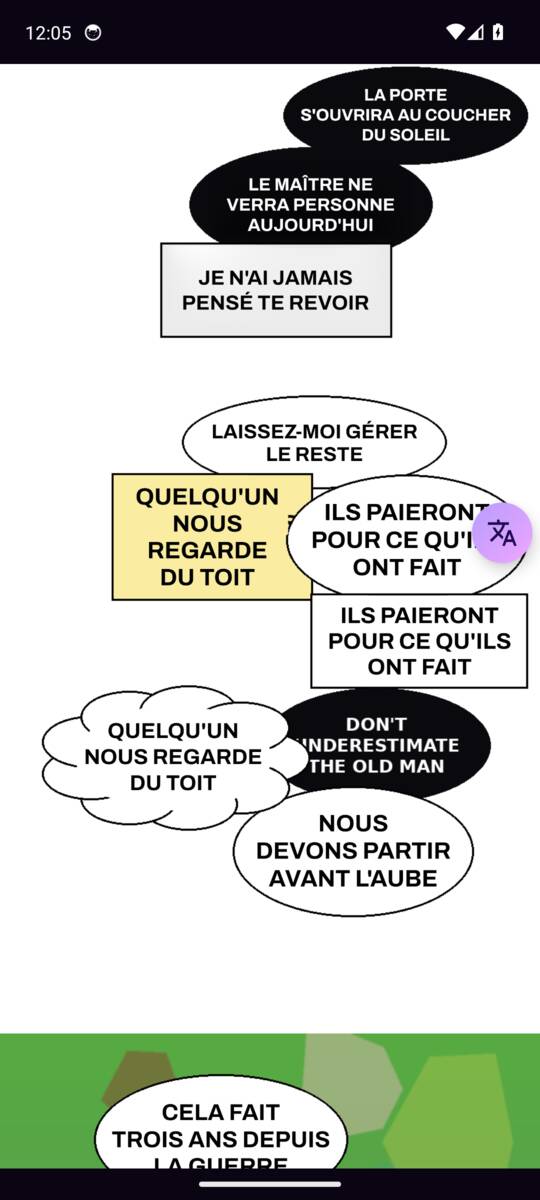 12:05
LA PORTE
S'OUVRIRA AU COUCHER
DU SOLEIL
LE MAÎTRE NE
VERRA PERSONNE
AUJOURD'HUI
JE N'AI JAMAIS
PENSÉ TE REVOIR
LAISSEZ-MOI GÉRER
LE RESTE
QUELQU'UN
NOUS
REGARDE
DU TOIT
ILS PAIERONT
POUR CE
ONT FAIT
ILS PAIERONT
POUR CE QU'ILS
ONT FAIT
DON'T
UNDERESTIMATE
THE OLD MAN
QUELQU'UN
NOUS REGARDE
DU TOIT
NOUS
DEVONS PARTIR
AVANT L'AUBE
CELA FAIT
TROIS ANS DEPUIS
LA GUERRE